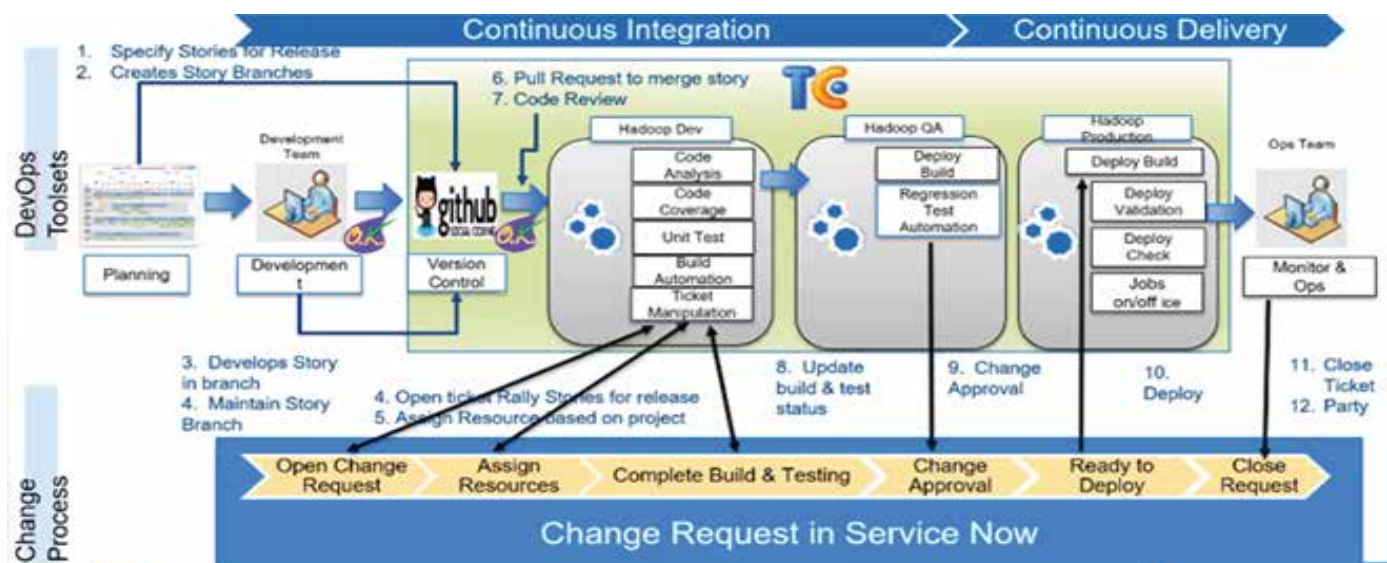 Continuous Integration
Continuous Delivery
DevOps
Toolsets
1. Specify Stories for Release
2. Creates Story Branches
6. Pull Request to merge story
7. Code Review
TC
Development
Team
Hadoop Dev
Code
Analysis
Code
Coverage
Unit Test
Build
Automation
Ticket
Manipulation
Hadoop QA
Deploy
Build
Regression
Test
Automation
Hadoop
Production
Deploy Build
Deploy
Validation
Deploy
Check
Jobs
on/off ice
Ops Team
O.K.
github
SOCIAL CODING
O.K.
Planning
Developmen
t
Version
Control
Monitor &
Ops
3. Develops Story
in branch
4. Maintain Story
Branch
4. Open ticket Rally Stories for release
5. Assign Resource based on project
8. Update
build & test
status
9. Change
Approval
10.
Deploy
11. Close
Ticket
12. Party
Change
Process
Open Change
Request
Assign
Resources
Complete Build & Testing
Change
Approval
Ready to
Deploy
Close
Request
Change Request in Service Now